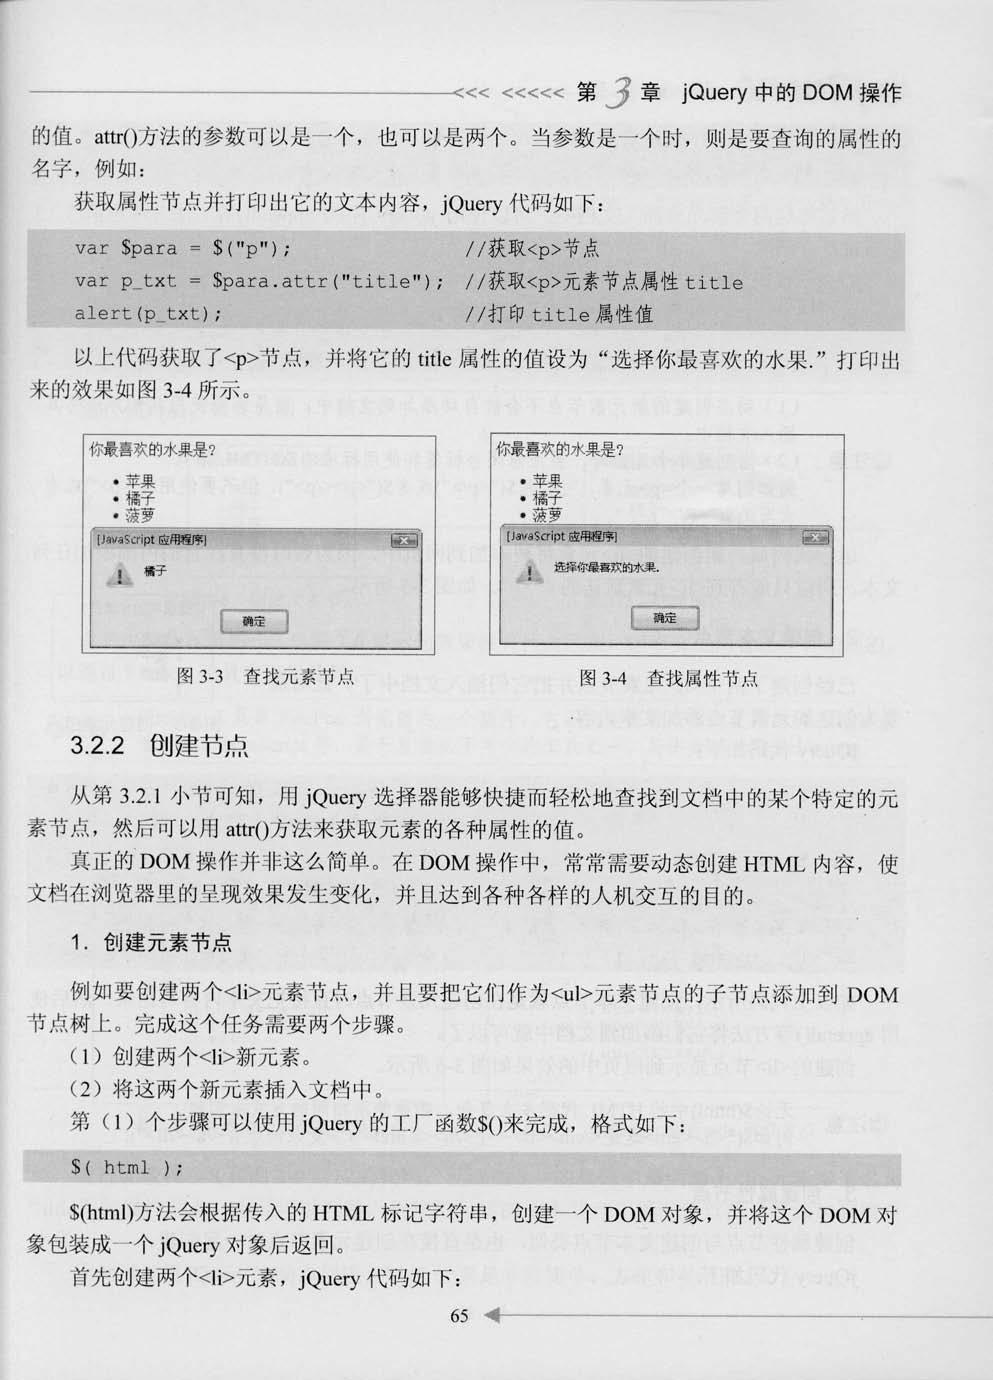 <<< <<<<< 第 3 章 jQuery 中的 DOM 操作
的值。attr()方法的参数可以是一个，也可以是两个。当参数是一个时，则是要查询的属性的
名字，例如：
获取属性节点并打印出它的文本内容，jQuery 代码如下：
var $para = $("p"); //获取<p>节点
var p_txt = $para.attr("title"); //获取<p>元素节点属性 title
alert(p_txt); //打印 title 属性值
以上代码获取了<p>节点，并将它的 title 属性的值设为“选择你最喜欢的水果.”打印出
来的效果如图 3-4 所示。
你最喜欢的水果是?
• 苹果
• 橘子
• 菠萝
[JavaScript 应用程序]
橘子
确定
图 3-3 查找元素节点
你最喜欢的水果是?
• 苹果
• 橘子
• 菠萝
[JavaScript 应用程序]
选择你最喜欢的水果.
确定
图 3-4 查找属性节点
3.2.2 创建节点
从第 3.2.1 小节可知，用 jQuery 选择器能够快捷而轻松地查找到文档中的某个特定的元
素节点，然后可以用 attr()方法来获取元素的各种属性的值。
真正的 DOM 操作并非这么简单。在 DOM 操作中，常常需要动态创建 HTML 内容，使
文档在浏览器里的呈现效果发生变化，并且达到各种各样的人机交互的目的。
1．创建元素节点
例如要创建两个<li>元素节点，并且要把它们作为<ul>元素节点的子节点添加到 DOM
节点树上。完成这个任务需要两个步骤。
（1）创建两个<li>新元素。
（2）将这两个新元素插入文档中。
第（1）个步骤可以使用 jQuery 的工厂函数$()来完成，格式如下：
$( html );
$(html)方法会根据传入的 HTML 标记字符串，创建一个 DOM 对象，并将这个 DOM 对
象包装成一个 jQuery 对象后返回。
首先创建两个<li>元素，jQuery 代码如下：
65